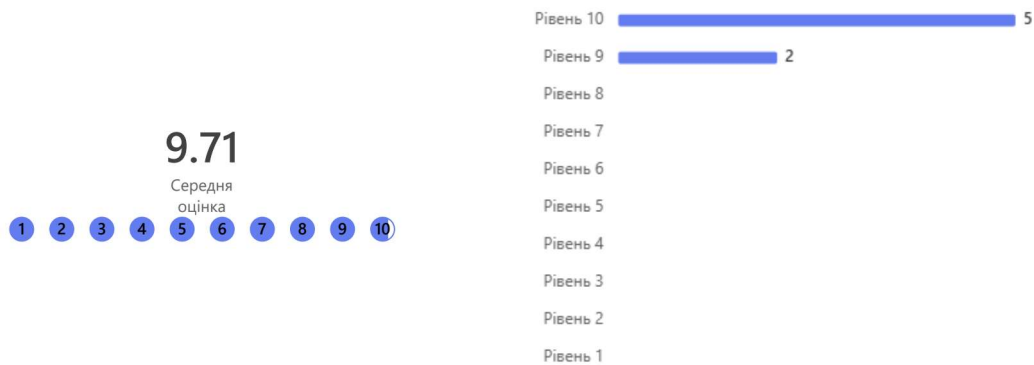 9.71
Середня
оцінка
1 2 3 4 5 6 7 8 9 10
Рівень 10 5
Рівень 9 2
Рівень 8
Рівень 7
Рівень 6
Рівень 5
Рівень 4
Рівень 3
Рівень 2
Рівень 1